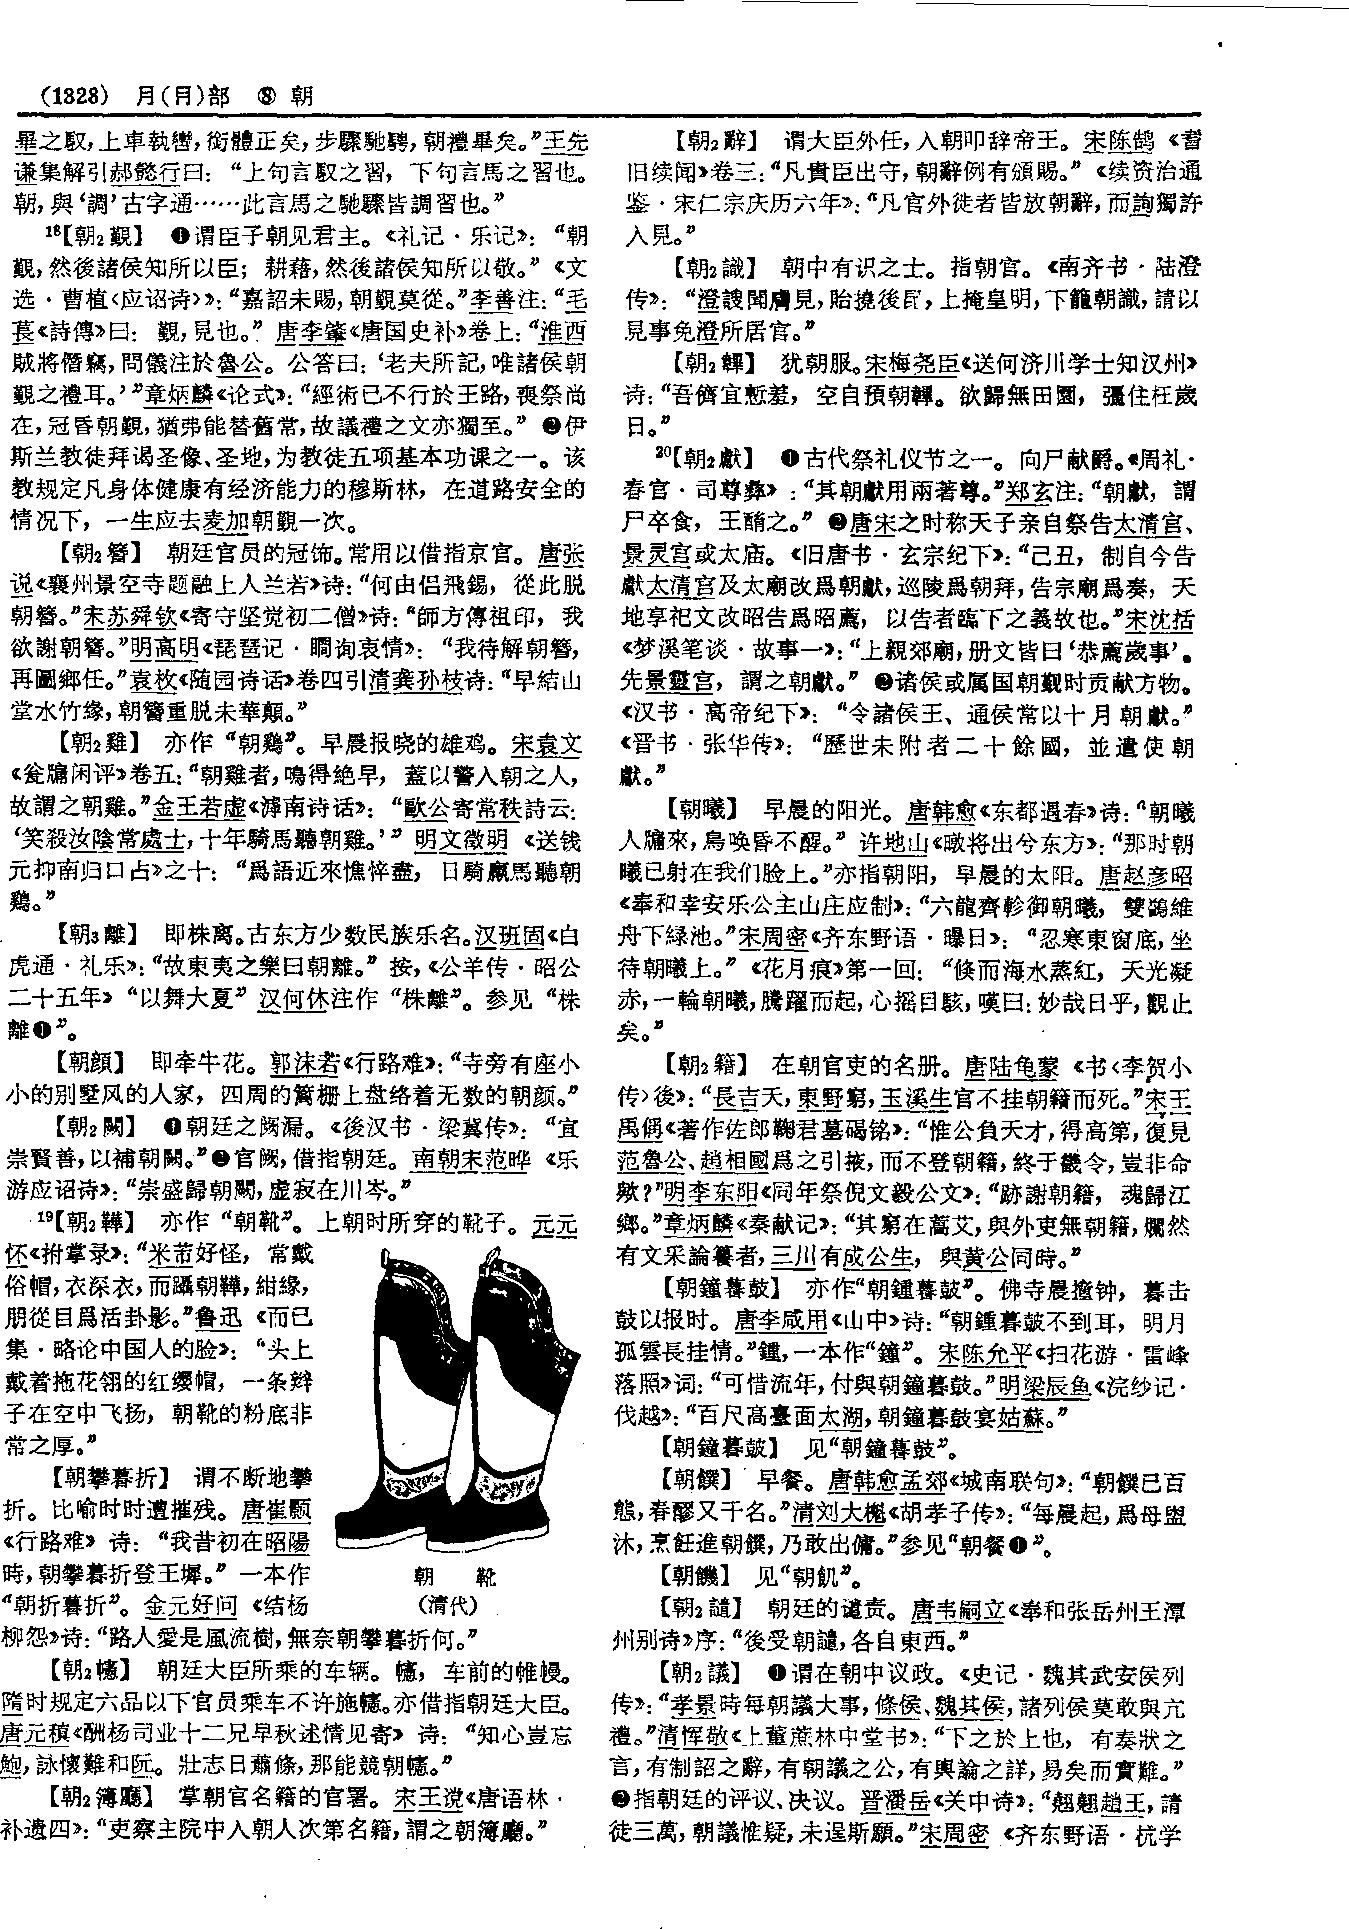 (1328) 月(⺝)部 ⑧ 朝
畢之馭，上車執轡，銜體正矣，步驟馳騁，朝禮畢矣。”王先
谦集解引郝懿行曰：“上句言馭之習，下句言馬之習也。
朝，與‘調’古字通……此言馬之馳驟皆調習也。”
18【朝2覲】 ❶谓臣子朝见君主。《礼记·乐记》：“朝
覲，然後諸侯知所以臣；耕藉，然後諸侯知所以敬。”《文
选·曹植〈应诏诗〉》：“嘉詔未賜，朝覲莫從。”李善注：“毛
萇《詩傳》曰：覲，見也。”唐李肇《唐国史补》卷上：“淮西
賊將僭竊，問儀注於魯公。公答曰：‘老夫所記，唯諸侯朝
覲之禮耳。’”章炳麟《论式》：“經術已不行於王路，喪祭尚
在，冠昏朝覲，猶弗能替舊常，故議禮之文亦獨至。”❷伊
斯兰教徒拜谒圣像、圣地，为教徒五项基本功课之一。该
教规定凡身体健康有经济能力的穆斯林，在道路安全的
情况下，一生应去麦加朝覲一次。
【朝2簪】 朝廷官员的冠饰。常用以借指京官。唐张
说《襄州景空寺题融上人兰若》诗：“何由侣飛錫，從此脱
朝簪。”宋苏舜钦《寄守坚觉初二僧》诗：“師方傳祖印，我
欲謝朝簪。”明高明《琵琶记·瞷询衷情》：“我待解朝簪，
再圖鄉任。”袁枚《随园诗话》卷四引清龚孙枝诗：“早結山
堂水竹緣，朝簪重脱未華顛。”
【朝2雞】 亦作“朝鷄”。早晨报晓的雄鸡。宋袁文
《瓮牖闲评》卷五：“朝雞者，鳴得絶早，蓋以警入朝之人，
故謂之朝雞。”金王若虚《滹南诗话》：“歐公寄常秩詩云：
‘笑殺汝陰常處士，十年騎馬聽朝雞。’”明文徵明《送钱
元抑南归口占》之十：“爲語近來憔悴盡，日騎羸馬聽朝
鷄。”
【朝3離】 即株离。古东方少数民族乐名。汉班固《白
虎通·礼乐》：“故東夷之樂曰朝離。”按，《公羊传·昭公
二十五年》“以舞大夏”汉何休注作“株離”。参见“株
離❶”。
【朝顔】 即牵牛花。郭沫若《行路难》：“寺旁有座小
小的别墅风的人家，四周的篱栅上盘络着无数的朝颜。”
【朝2闕】 ❶朝廷之阙漏。《後汉书·梁冀传》：“宜
崇賢善，以補朝闕。”❷官阙，借指朝廷。南朝宋范晔《乐
游应诏诗》：“崇盛歸朝闕，虚寂在川岑。”
19【朝2鞾】 亦作“朝靴”。上朝时所穿的靴子。元元
怀《拊掌录》：“米芾好怪，常戴
俗帽，衣深衣，而躡朝鞾，紺緣，
朋從目爲活卦影。”鲁迅《而已
集·略论中国人的脸》：“头上
戴着拖花翎的红缨帽，一条辫
子在空中飞扬，朝靴的粉底非
常之厚。”
【朝攀暮折】 谓不断地攀
折。比喻时时遭摧残。唐崔颢
《行路难》诗：“我昔初在昭陽
時，朝攀暮折登王墀。”一本作
“朝折暮折”。金元好问《结杨
柳怨》诗：“路人愛是風流樹，無奈朝攀暮折何。”
朝 靴
（清代）
【朝2幰】 朝廷大臣所乘的车辆。幰，车前的帷幔。
隋时规定六品以下官员乘车不许施幰。亦借指朝廷大臣。
唐元稹《酬杨司业十二兄早秋述情见寄》诗：“知心豈忘
鮑，詠懷難和阮。壯志日蕭條，那能競朝幰。”
【朝2簿廳】 掌朝官名籍的官署。宋王谠《唐语林·
补遗四》：“吏察主院中入朝人次第名籍，謂之朝簿廳。”
【朝2辭】 谓大臣外任，入朝叩辞帝王。宋陈鹄《耆
旧续闻》卷三：“凡貴臣出守，朝辭例有頒賜。”《续资治通
鉴·宋仁宗庆历六年》：“凡官外徙者皆放朝辭，而詢獨許
入見。”
【朝2識】 朝中有识之士。指朝官。《南齐书·陆澄
传》：“澄謏聞膚見，貽撓後昆，上掩皇明，下籠朝識，請以
見事免澄所居官。”
【朝2韠】 犹朝服。宋梅尧臣《送何济川学士知汉州》
诗：“吾儕宜慙羞，空自預朝韠。欲歸無田園，彊住枉歲
日。”
20【朝2獻】 ❶古代祭礼仪节之一。向尸献爵。《周礼·
春官·司尊彝》：“其朝獻用兩著尊。”郑玄注：“朝獻，謂
尸卒食，王酳之。”❷唐宋之时称天子亲自祭告太清宫、
景灵宫或太庙。《旧唐书·玄宗纪下》：“己丑，制自今告
獻太清宫及太廟改爲朝獻，巡陵爲朝拜，告宗廟爲奏，天
地享祀文改昭告爲昭薦，以告者臨下之義故也。”宋沈括
《梦溪笔谈·故事一》：“上親郊廟，册文皆曰‘恭薦歲事’。
先景靈宫，謂之朝獻。”❸诸侯或属国朝觐时贡献方物。
《汉书·高帝纪下》：“令諸侯王、通侯常以十月朝獻。”
《晋书·张华传》：“歷世未附者二十餘國，並遣使朝
獻。”
【朝曦】 早晨的阳光。唐韩愈《东都遇春》诗：“朝曦
入牖來，鳥唤昏不醒。”许地山《暾将出兮东方》：“那时朝
曦已射在我们脸上。”亦指朝阳，早晨的太阳。唐赵彦昭
《奉和幸安乐公主山庄应制》：“六龍齊軫御朝曦，雙鷁維
舟下緑池。”宋周密《齐东野语·曝日》：“忍寒東窗底，坐
待朝曦上。”《花月痕》第一回：“倏而海水蒸紅，天光凝
赤，一輪朝曦，騰躍而起，心摇目駭，嘆曰：妙哉日乎，觀止
矣。”
【朝2籍】 在朝官吏的名册。唐陆龟蒙《书〈李贺小
传〉後》：“長吉夭，東野窮，玉溪生官不挂朝籍而死。”宋王
禹偁《著作佐郎鞠君墓碣铭》：“惟公負天才，得高第，復見
范魯公、趙相國爲之引掖，而不登朝籍，終于畿令，豈非命
歟？”明李东阳《同年祭倪文毅公文》：“跡謝朝籍，魂歸江
鄉。”章炳麟《秦献记》：“其窮在蒿艾，與外吏無朝籍，爛然
有文采論籑者，三川有成公生，與黄公同時。”
【朝鐘暮鼓】 亦作“朝鍾暮鼓”。佛寺晨撞钟，暮击
鼓以报时。唐李咸用《山中》诗：“朝鍾暮鼓不到耳，明月
孤雲長挂情。”鍾，一本作“鐘”。宋陈允平《扫花游·雷峰
落照》词：“可惜流年，付與朝鐘暮鼓。”明梁辰鱼《浣纱记·
伐越》：“百尺高臺面太湖，朝鐘暮鼓宴姑蘇。”
【朝鍾暮鼓】 见“朝鐘暮鼓”。
【朝饌】 早餐。唐韩愈孟郊《城南联句》：“朝饌已百
態，春醪又千名。”清刘大櫆《胡孝子传》：“每晨起，爲母盥
沐，烹飪進朝饌，乃敢出傭。”参见“朝餐❶”。
【朝饑】 见“朝飢”。
【朝2譴】 朝廷的谴责。唐韦嗣立《奉和张岳州王潭
州别诗》序：“後受朝譴，各自東西。”
【朝2議】 ❶谓在朝中议政。《史记·魏其武安侯列
传》：“孝景時每朝議大事，條侯、魏其侯，諸列侯莫敢與亢
禮。”清恽敬《上董蔗林中堂书》：“下之於上也，有奏狀之
言，有制詔之辭，有朝議之公，有輿論之詳，易矣而實難。”
❷指朝廷的评议、决议。晋潘岳《关中诗》：“翹翹趙王，請
徒三萬，朝議惟疑，未逞斯願。”宋周密《齐东野语·杭学